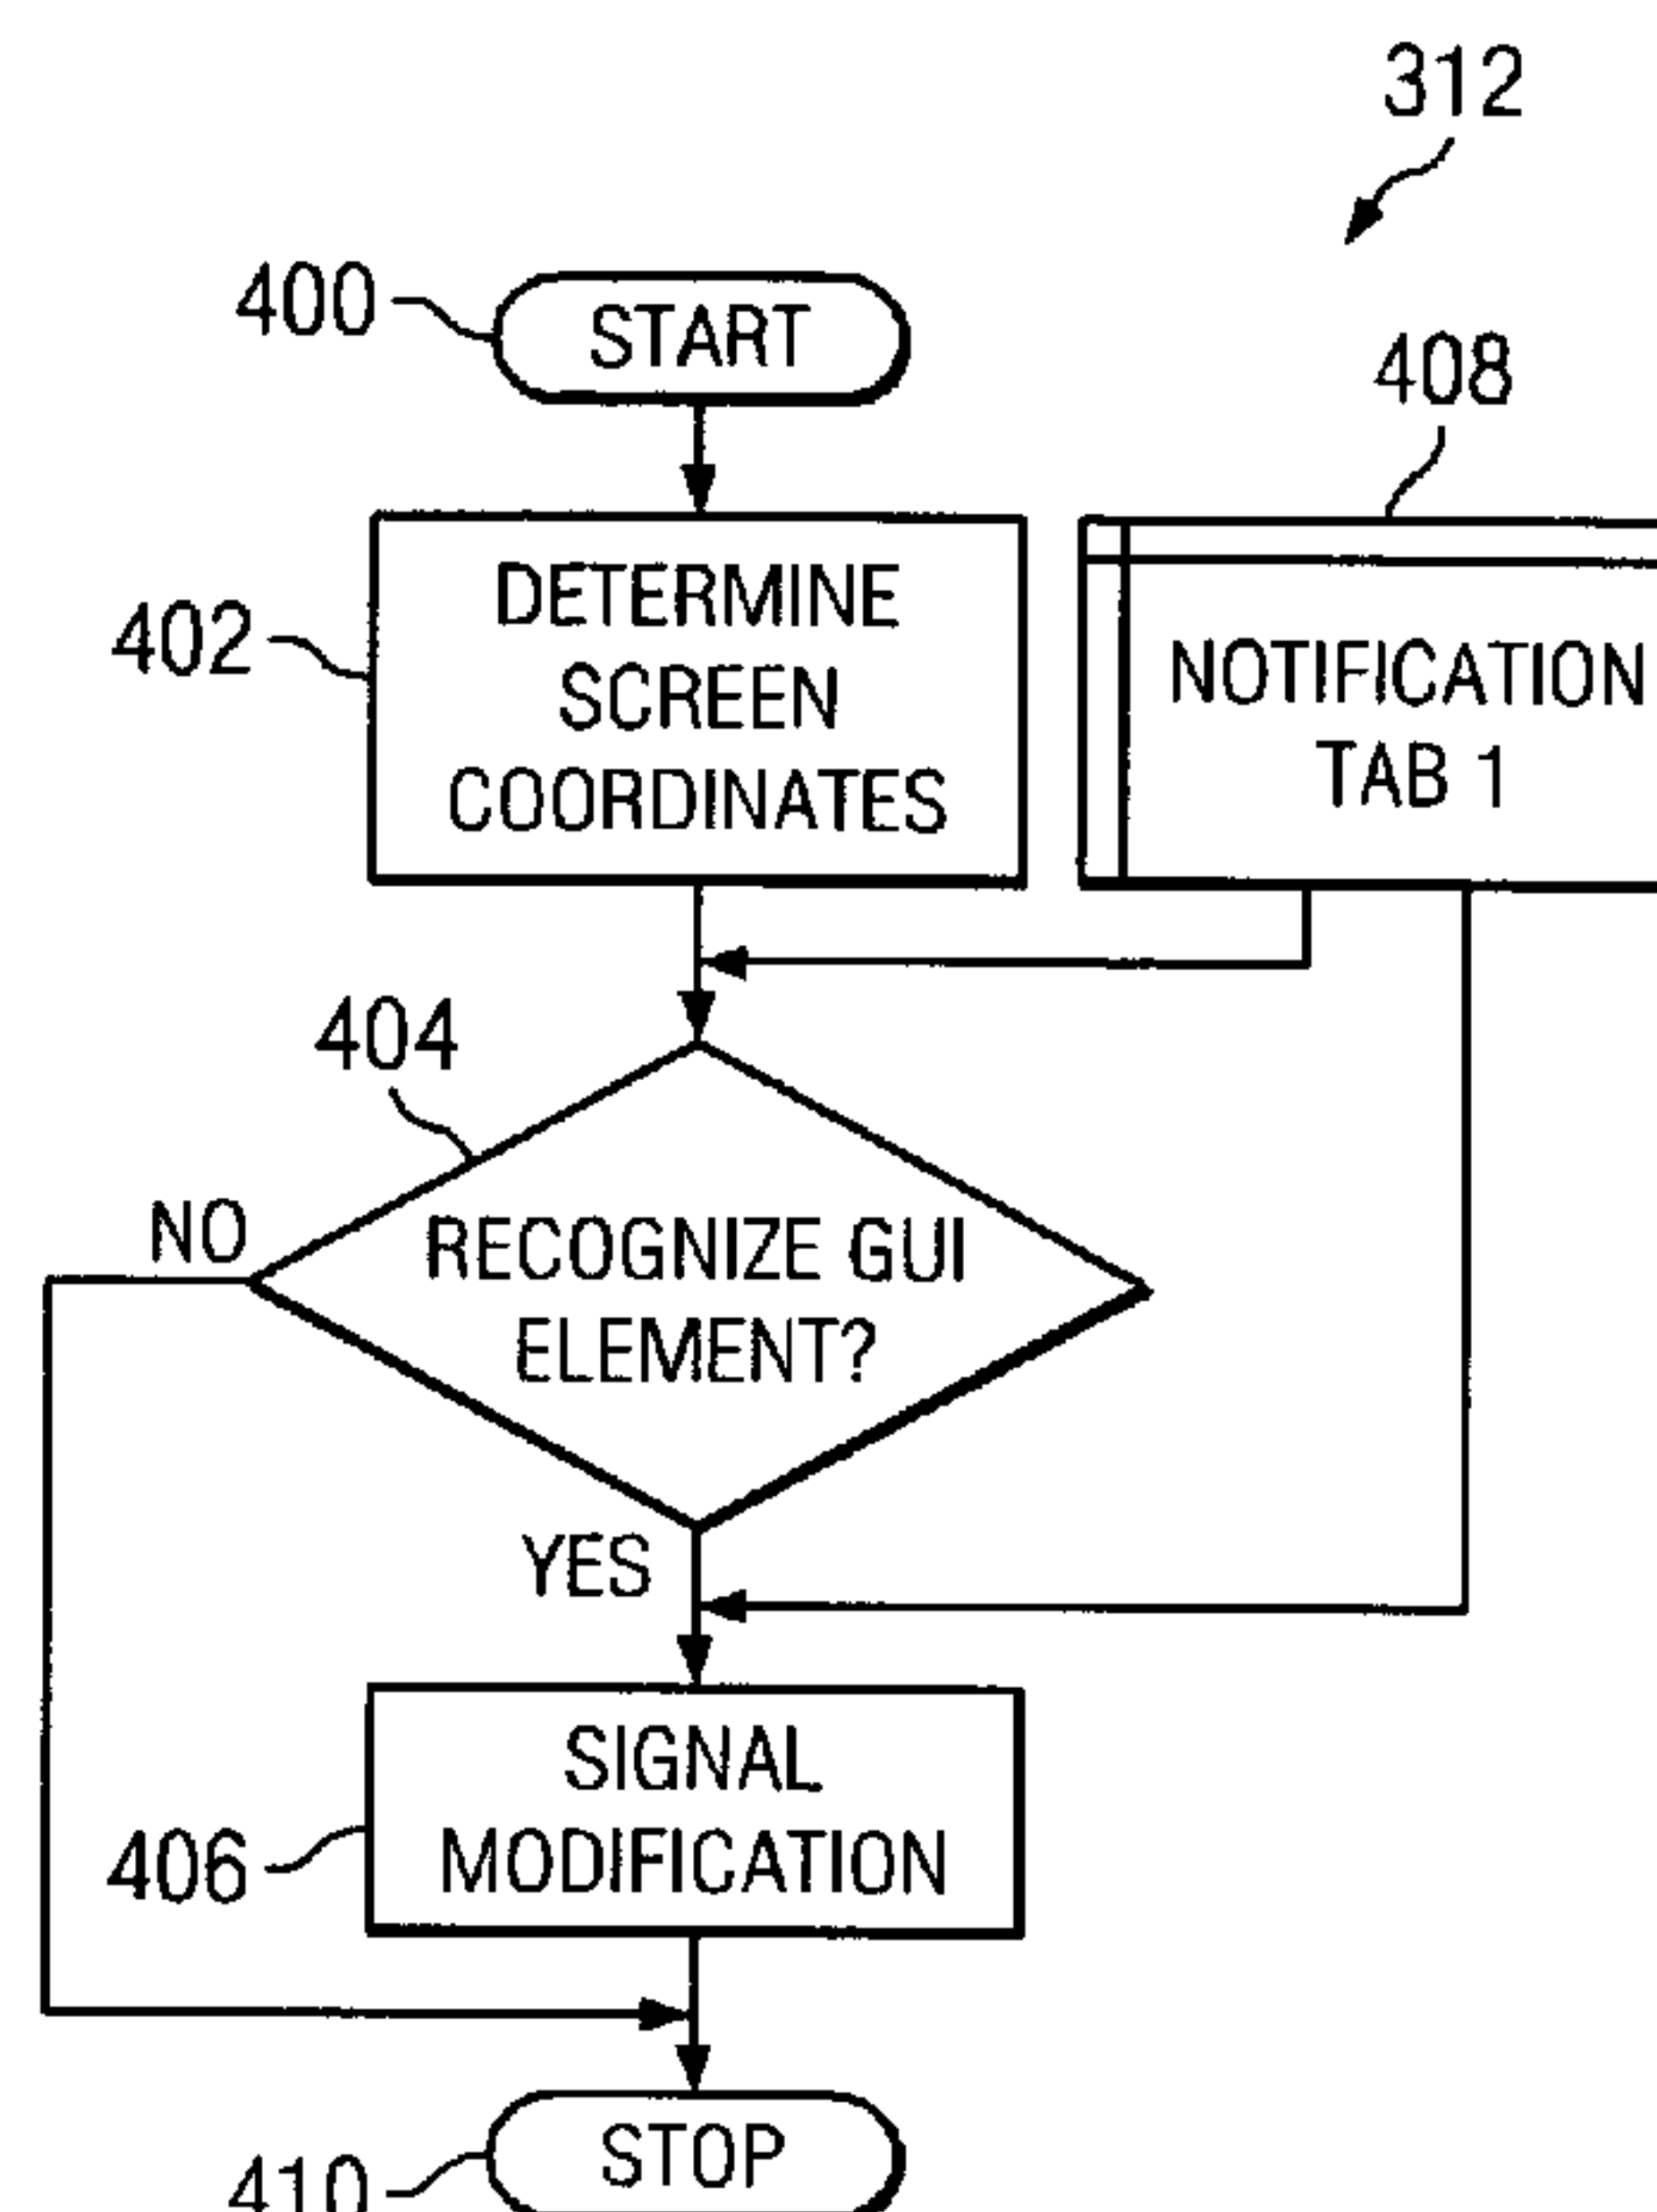 312
400
START
408
402
DETERMINE
SCREEN
COORDINATES
NOTIFICATION
TAB 1
404
NO
RECOGNIZE GUI
ELEMENT?
YES
406
SIGNAL
MODIFICATION
410
STOP